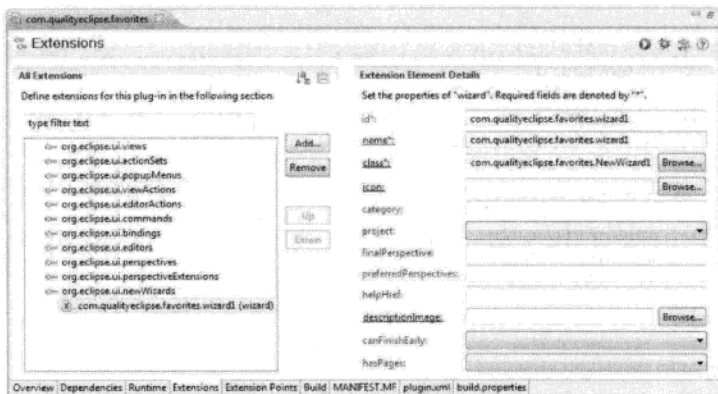 com.qualityeclipse.favorites
Extensions
All Extensions
Define extensions for this plug-in in the following section.
type filter text
Add...
Remove
Up
Down
org.eclipse.ui.views
org.eclipse.ui.actionSets
org.eclipse.ui.popupMenus
org.eclipse.ui.viewActions
org.eclipse.ui.editorActions
org.eclipse.ui.commands
org.eclipse.ui.bindings
org.eclipse.ui.editors
org.eclipse.ui.perspectives
org.eclipse.ui.perspectiveExtensions
org.eclipse.ui.newWizards
com.qualityeclipse.favorites.wizard1 (wizard)
Extension Element Details
Set the properties of "wizard". Required fields are denoted by "*".
id*: com.qualityeclipse.favorites.wizard1
name*: com.qualityeclipse.favorites.wizard1
class*: com.qualityeclipse.favorites.NewWizard1 Browse...
icon: Browse...
category:
project:
finalPerspective:
preferredPerspectives:
helpHref:
descriptionImage: Browse...
canFinishEarly:
hasPages:
Overview Dependencies Runtime Extensions Extension Points Build MANIFEST.MF plugin.xml build.properties